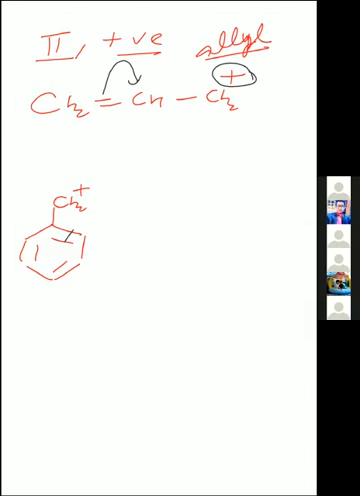 II, +ve allyl
+
CH₂ = CH - CH₂
CH₂+